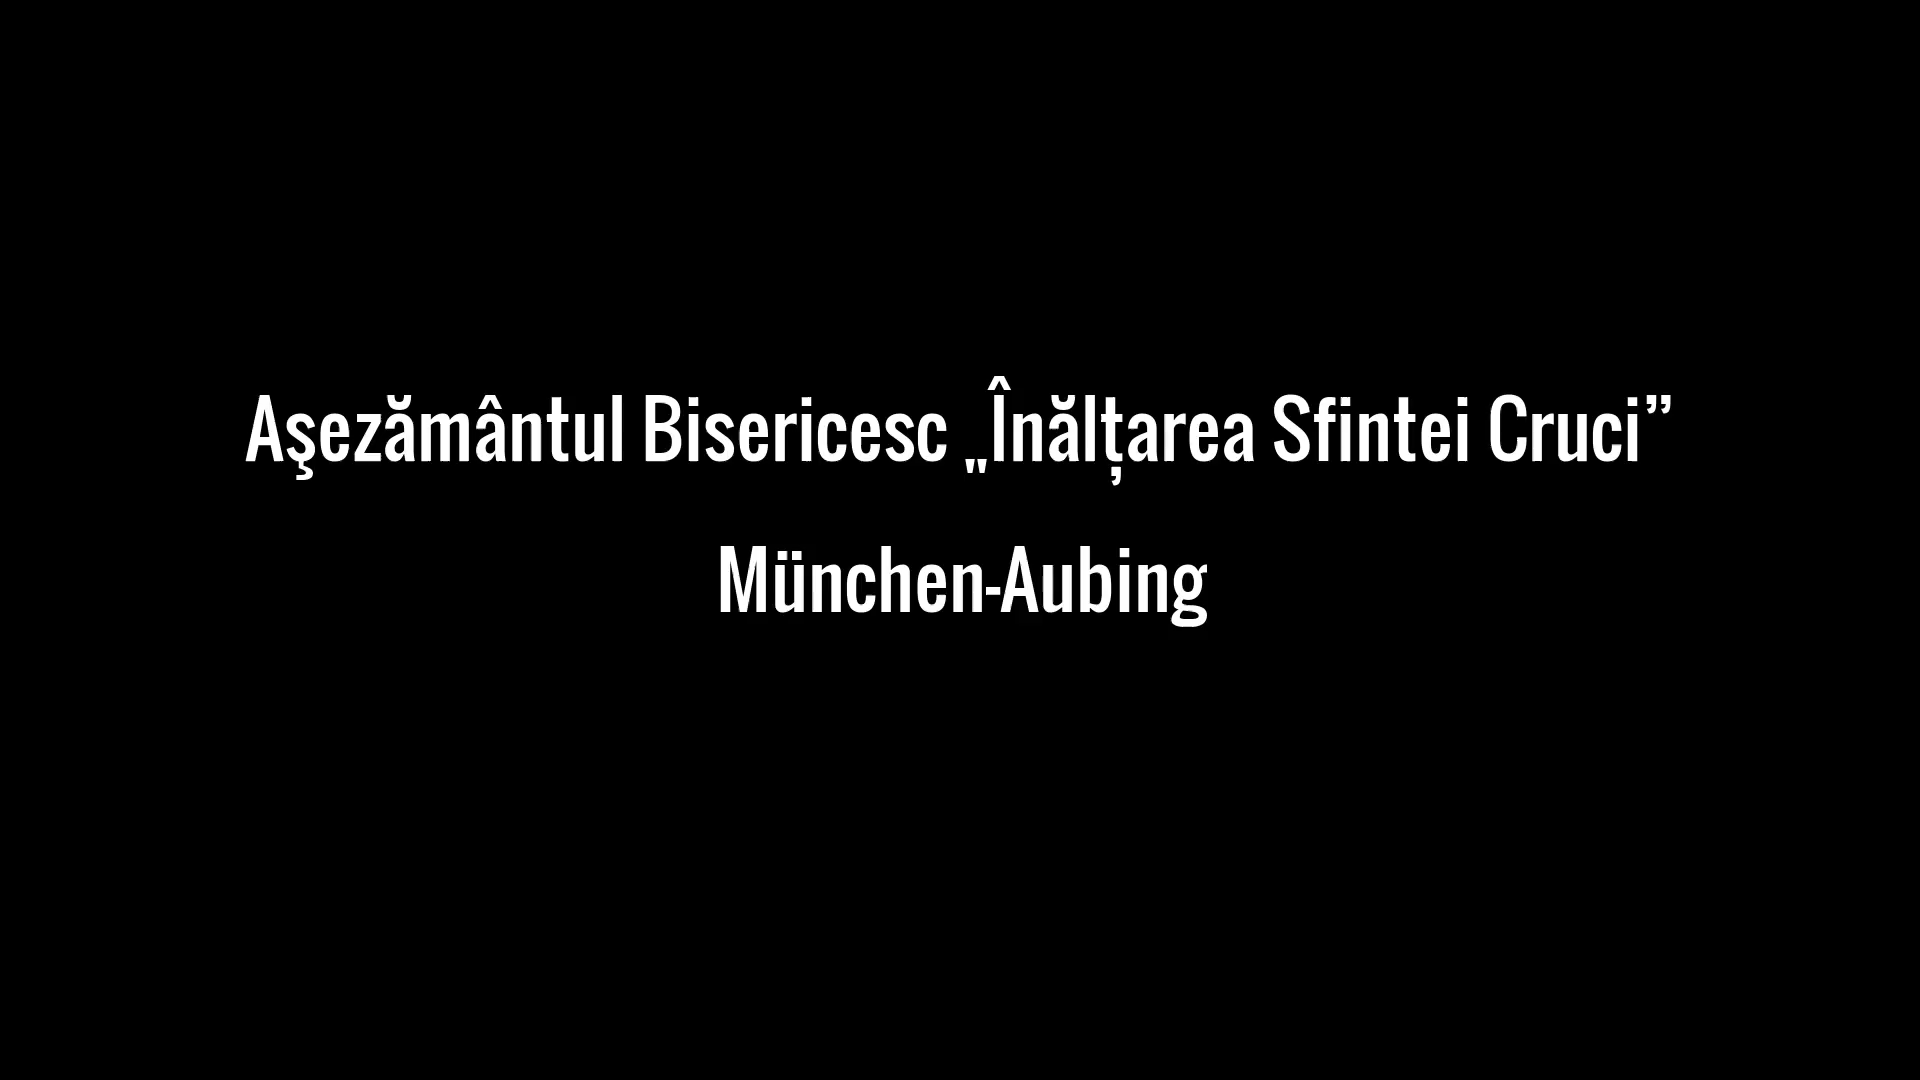 Aşezământul Bisericesc „Înălțarea Sfintei Cruci”
München-Aubing